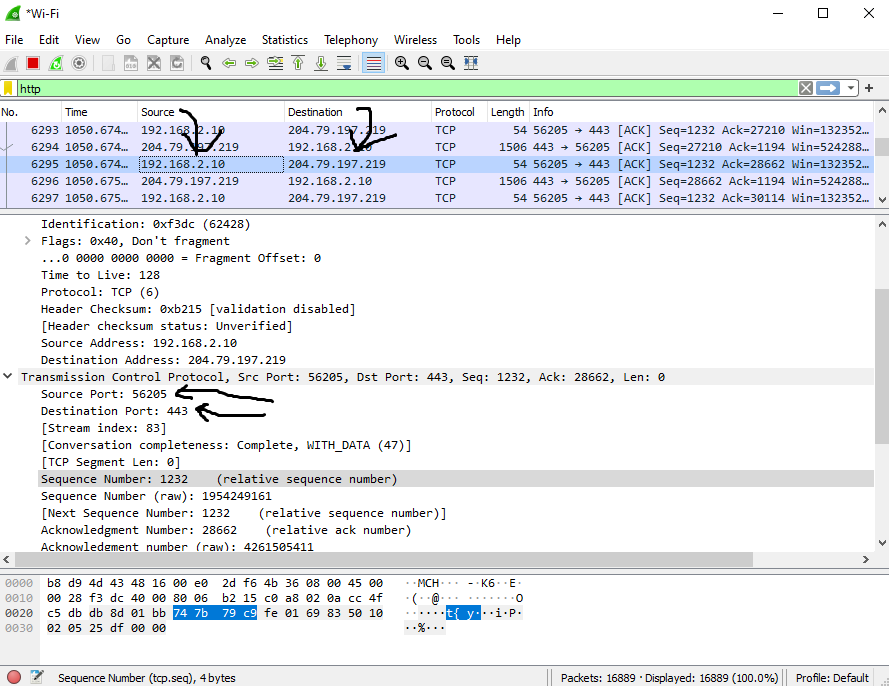 *Wi-Fi
File Edit View Go Capture Analyze Statistics Telephony Wireless Tools Help
http
No. Time Source Destination Protocol Length Info
6293 1050.674… 192.168.2.10 204.79.197.219 TCP 54 56205 → 443 [ACK] Seq=1232 Ack=27210 Win=132352…
6294 1050.674… 204.79.197.219 192.168.2.10 TCP 1506 443 → 56205 [ACK] Seq=27210 Ack=1194 Win=524288…
6295 1050.674… 192.168.2.10 204.79.197.219 TCP 54 56205 → 443 [ACK] Seq=1232 Ack=28662 Win=132352…
6296 1050.675… 204.79.197.219 192.168.2.10 TCP 1506 443 → 56205 [ACK] Seq=28662 Ack=1194 Win=524288…
6297 1050.675… 192.168.2.10 204.79.197.219 TCP 54 56205 → 443 [ACK] Seq=1232 Ack=30114 Win=132352…
Identification: 0xf3dc (62428)
Flags: 0x40, Don't fragment
...0 0000 0000 0000 = Fragment Offset: 0
Time to Live: 128
Protocol: TCP (6)
Header Checksum: 0xb215 [validation disabled]
[Header checksum status: Unverified]
Source Address: 192.168.2.10
Destination Address: 204.79.197.219
Transmission Control Protocol, Src Port: 56205, Dst Port: 443, Seq: 1232, Ack: 28662, Len: 0
Source Port: 56205
Destination Port: 443
[Stream index: 83]
[Conversation completeness: Complete, WITH_DATA (47)]
[TCP Segment Len: 0]
Sequence Number: 1232 (relative sequence number)
Sequence Number (raw): 1954249161
[Next Sequence Number: 1232 (relative sequence number)]
Acknowledgment Number: 28662 (relative ack number)
Acknowledgment number (raw): 4261505411
0000 b8 d9 4d 43 48 16 00 e0 2d f6 4b 36 08 00 45 00 ··MCH··· -·K6··E·
0010 00 28 f3 dc 40 00 80 06 b2 15 c0 a8 02 0a cc 4f ·(··@··· ·······O
0020 c5 db db 8d 01 bb 74 7b 79 c9 fe 01 69 83 50 10 ······t{ y···i·P·
0030 02 05 25 df 00 00 ··%···
Sequence Number (tcp.seq), 4 bytes Packets: 16889 · Displayed: 16889 (100.0%) Profile: Default